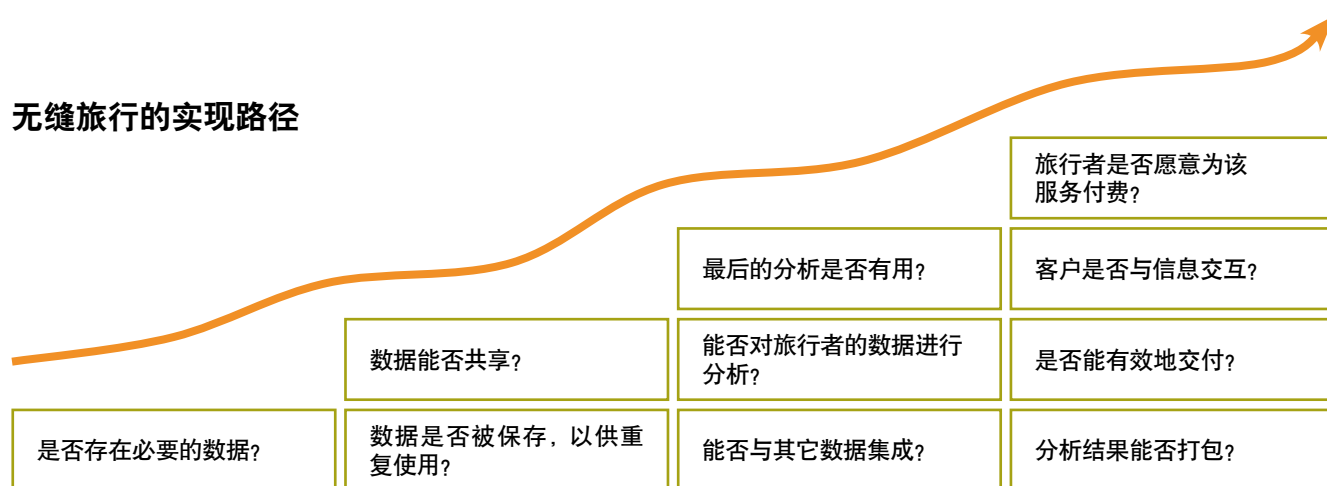 无缝旅行的实现路径
旅行者是否愿意为该
服务付费？
最后的分析是否有用？
客户是否与信息交互？
数据能否共享？
能否对旅行者的数据进行
分析？
是否能有效地交付？
是否存在必要的数据？
数据是否被保存，以供重
复使用？
能否与其它数据集成？
分析结果能否打包？